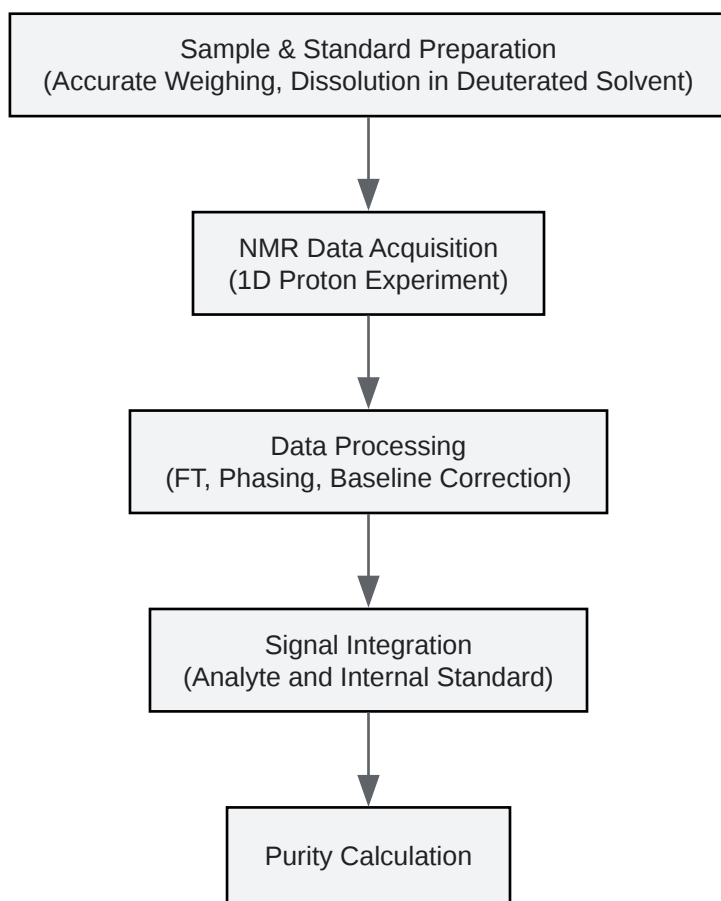 Sample & Standard Preparation
(Accurate Weighing, Dissolution in Deuterated Solvent)
NMR Data Acquisition
(1D Proton Experiment)
Data Processing
(FT, Phasing, Baseline Correction)
Signal Integration
(Analyte and Internal Standard)
Purity Calculation